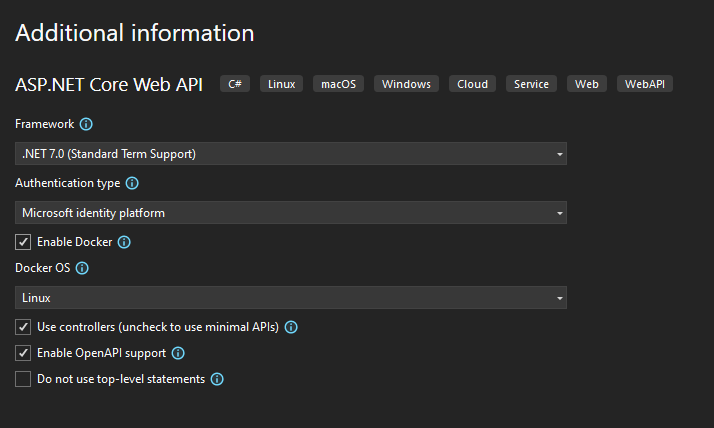 Additional information
ASP.NET Core Web API C# Linux macOS Windows Cloud Service Web WebAPI
Framework
.NET 7.0 (Standard Term Support)
Authentication type
Microsoft identity platform
Enable Docker
Docker OS
Linux
Use controllers (uncheck to use minimal APIs)
Enable OpenAPI support
Do not use top-level statements